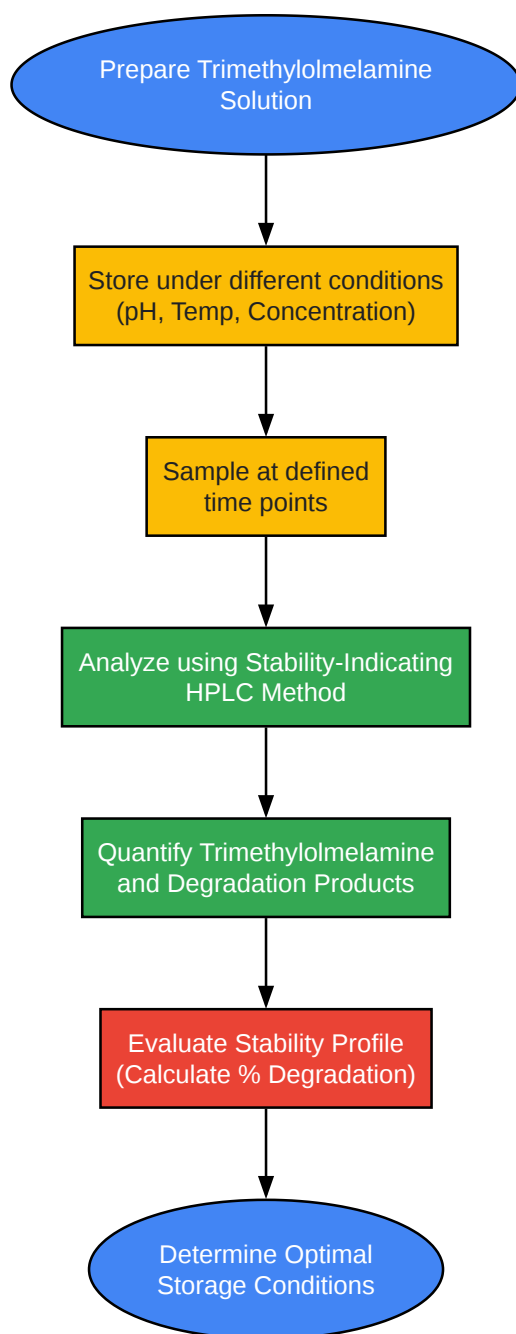 Prepare Trimethylolmelamine
Solution
Store under different conditions
(pH, Temp, Concentration)
Sample at defined
time points
Analyze using Stability-Indicating
HPLC Method
Quantify Trimethylolmelamine
and Degradation Products
Evaluate Stability Profile
(Calculate % Degradation)
Determine Optimal
Storage Conditions